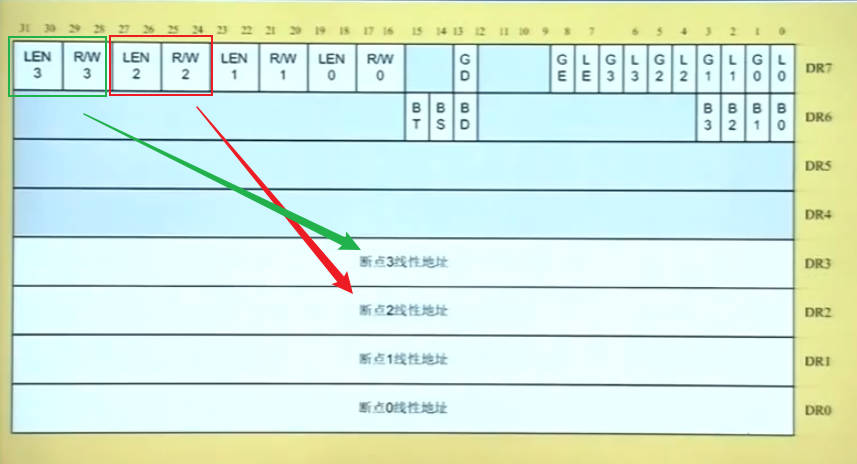 31 30 29 28 27 26 25 24 23 22 21 20 19 18 17 16 15 14 13 12 11 10 9 8 7 6 5 4 3 2 1 0
LEN 3 R/W 3 LEN 2 R/W 2 LEN 1 R/W 1 LEN 0 R/W 0 GD GE LE G3 L3 G2 L2 G1 L1 G0 L0 DR7
BT BS BD B3 B2 B1 B0 DR6
DR5
DR4
断点3线性地址 DR3
断点2线性地址 DR2
断点1线性地址 DR1
断点0线性地址 DR0